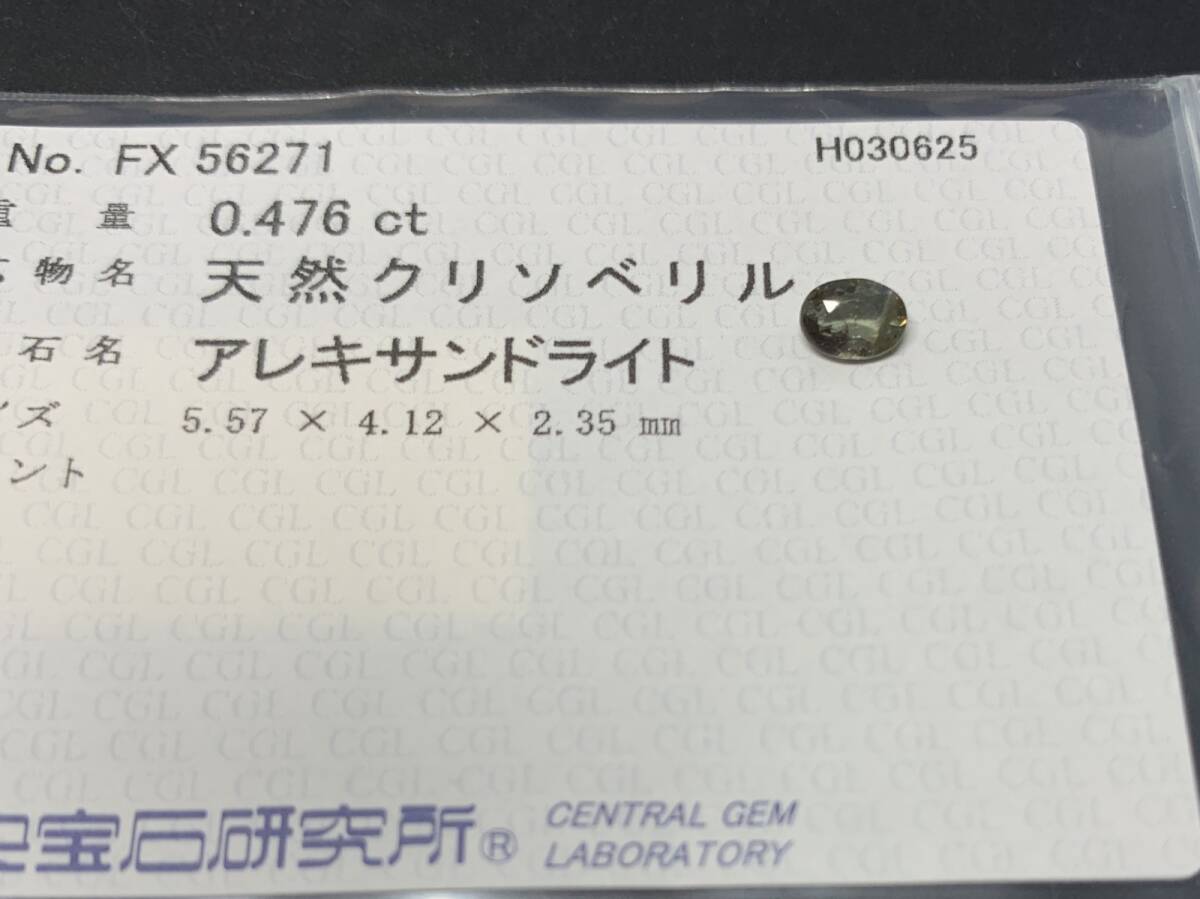 No. FX 56271 H030625
重 量 0.476 ct
物名 天然クリソベリル
石名 アレキサンドライト
イズ 5.57 × 4.12 × 2.35 mm
ント
宝石研究所® CENTRAL GEM
LABORATORY